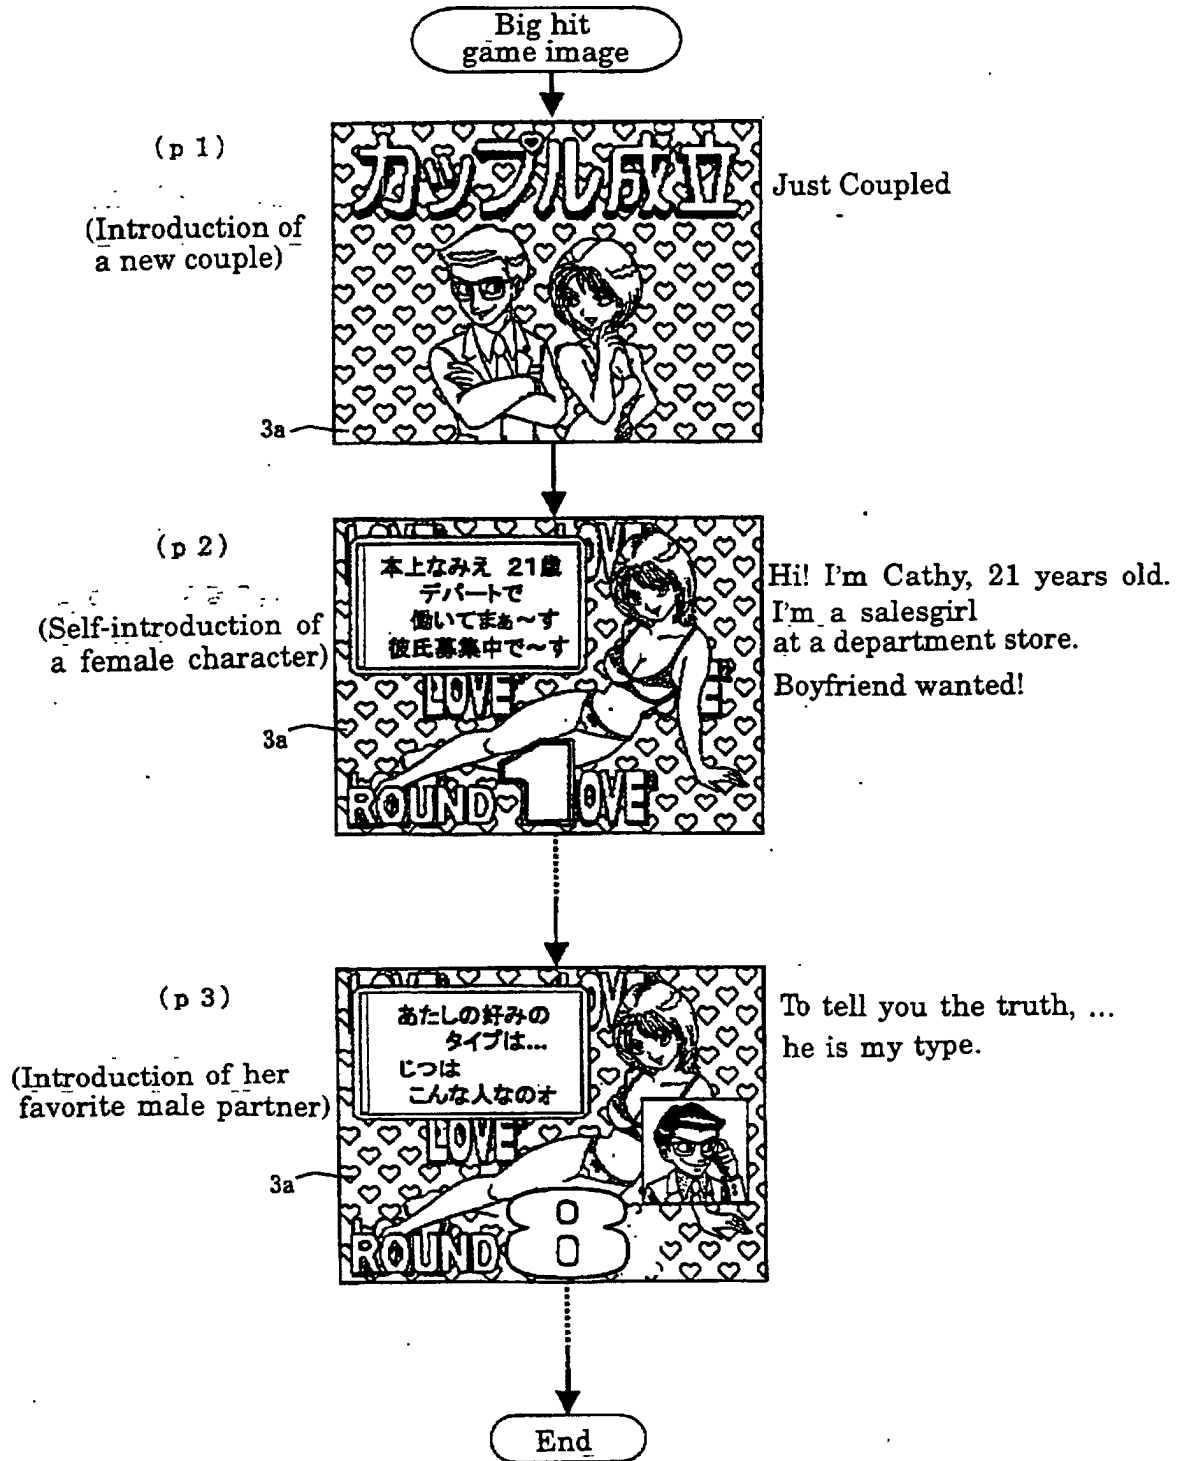 Big hit
game image
(p 1)
(Introduction of
a new couple)
カップル成立
Just Coupled
3a
(p 2)
(Self-introduction of
a female character)
本上なみえ 21歳
デパートで
働いてまぁ〜す
彼氏募集中で〜す
LOVE
ROUND 1
Hi! I'm Cathy, 21 years old.
I'm a salesgirl
at a department store.
Boyfriend wanted!
3a
(p 3)
(Introduction of her
favorite male partner)
あたしの好みの
タイプは...
じつは
こんな人なのォ
LOVE
ROUND 8
To tell you the truth, ...
he is my type.
3a
End